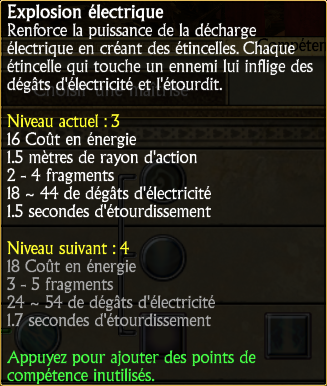 Explosion électrique
Renforce la puissance de la décharge
électrique en créant des étincelles. Chaque
étincelle qui touche un ennemi lui inflige des
dégâts d'électricité et l'étourdit.
Choisir une maîtrise
Niveau actuel : 3
16 Coût en énergie
1.5 mètres de rayon d'action
2 - 4 fragments
18 ~ 44 de dégâts d'électricité
1.5 secondes d'étourdissement
Niveau suivant : 4
18 Coût en énergie
3 - 5 fragments
24 ~ 54 de dégâts d'électricité
1.7 secondes d'étourdissement
Appuyez pour ajouter des points de
compétence inutilisés.